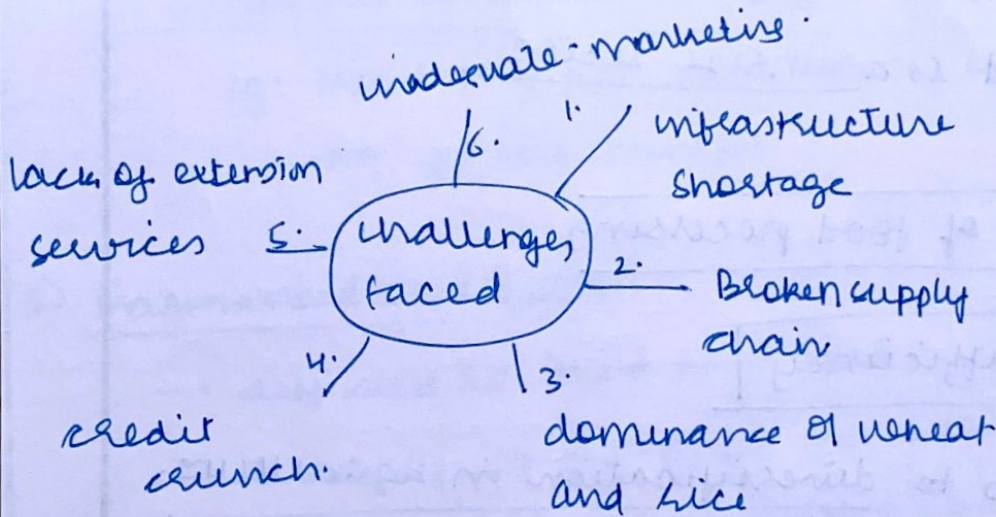 inadequate marketing.
6.
1. infrastructure
shortage
lack of extension
services 5.
challenges
faced
2. Broken supply
chain
4. credit
crunch.
3. dominance of wheat
and rice